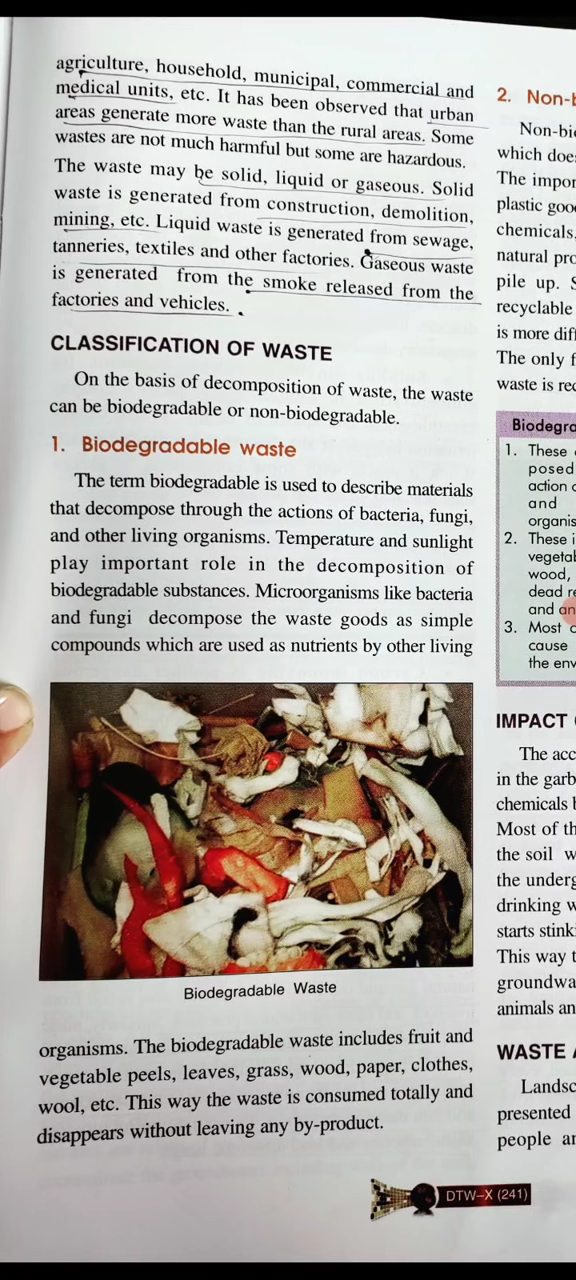 agriculture, household, municipal, commercial and
medical units, etc. It has been observed that urban
areas generate more waste than the rural areas. Some
wastes are not much harmful but some are hazardous.
The waste may be solid, liquid or gaseous. Solid
waste is generated from construction, demolition,
mining, etc. Liquid waste is generated from sewage,
tanneries, textiles and other factories. Gaseous waste
is generated from the smoke released from the
factories and vehicles.
CLASSIFICATION OF WASTE
On the basis of decomposition of waste, the waste
can be biodegradable or non-biodegradable.
1. Biodegradable waste
The term biodegradable is used to describe materials
that decompose through the actions of bacteria, fungi,
and other living organisms. Temperature and sunlight
play important role in the decomposition of
biodegradable substances. Microorganisms like bacteria
and fungi decompose the waste goods as simple
compounds which are used as nutrients by other living
Biodegradable Waste
organisms. The biodegradable waste includes fruit and
vegetable peels, leaves, grass, wood, paper, clothes,
wool, etc. This way the waste is consumed totally and
disappears without leaving any by-product.
DTW–X (241)
2. Non-b
Non-bio
which does
The impor
plastic goo
chemicals,
natural pro
pile up. S
recyclable
is more diff
The only f
waste is rec
Biodegra
1. These
posed
action
and
organis
2. These i
vegetab
wood,
dead re
and an
3. Most
cause
the env
IMPACT
The acc
in the garb
chemicals b
Most of th
the soil w
the underg
drinking w
starts stinki
This way t
groundwa
animals an
WASTE
Landsc
presented
people an